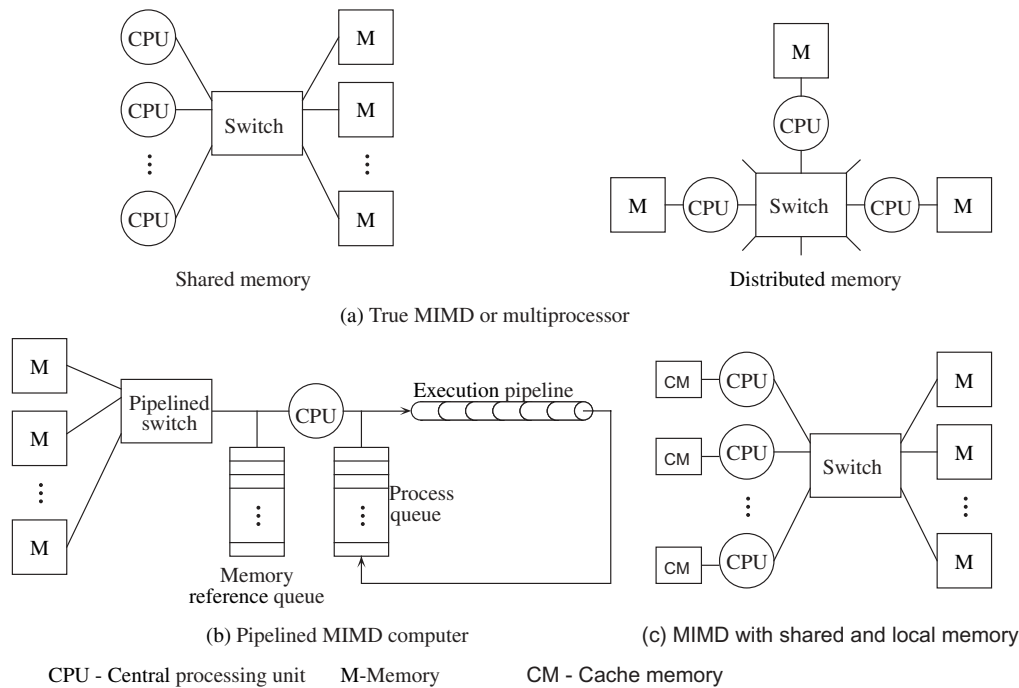 CPU
M
CPU
Switch
M
CPU
M
Shared memory
M
CPU
M
CPU
Switch
CPU
M
Distributed memory
(a) True MIMD or multiprocessor
M
M
M
Pipelined
switch
CPU
Execution pipeline
Process
queue
Memory
reference queue
(b) Pipelined MIMD computer
CM
CPU
M
CM
CPU
Switch
M
CM
CPU
M
(c) MIMD with shared and local memory
CPU - Central processing unit M-Memory CM - Cache memory